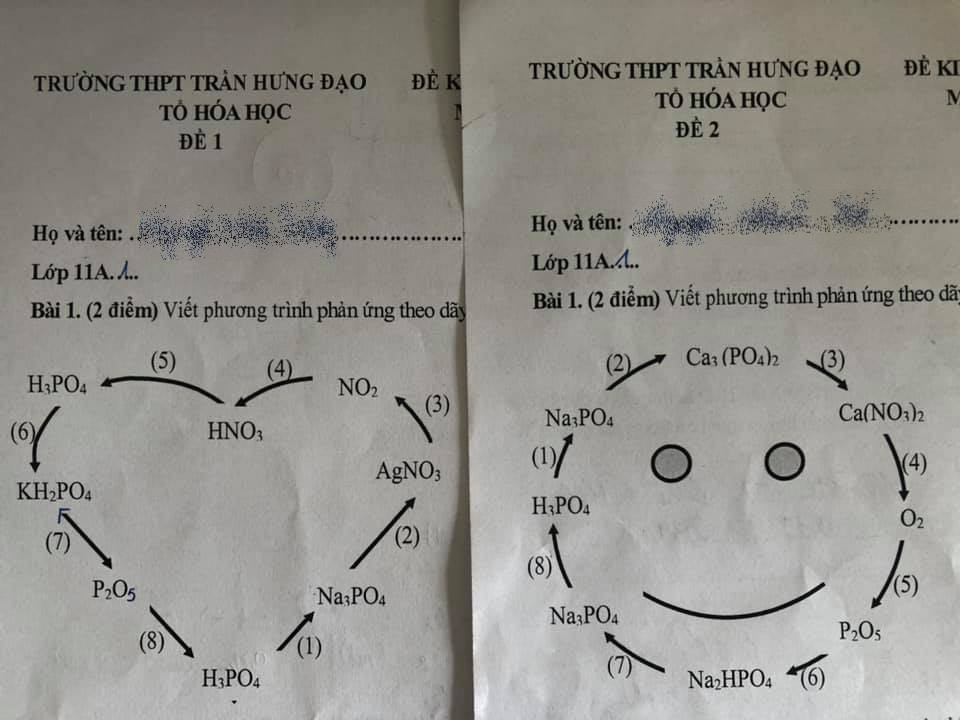 TRƯỜNG THPT TRẦN HƯNG ĐẠO ĐỀ K
TỔ HÓA HỌC
ĐỀ 1
Họ và tên:
Lớp 11A.1..
Bài 1. (2 điểm) Viết phương trình phản ứng theo dãy
(5)
(4)
H₃PO₄
NO₂
(3)
(6)
HNO₃
AgNO₃
KH₂PO₄
(7)
(2)
P₂O₅
Na₃PO₄
(8)
(1)
H₃PO₄
TRƯỜNG THPT TRẦN HƯNG ĐẠO ĐỀ KI
TỔ HÓA HỌC M
ĐỀ 2
Họ và tên:
Lớp 11A.1..
Bài 1. (2 điểm) Viết phương trình phản ứng theo dãy
(2)
Ca₃(PO₄)₂
(3)
Na₃PO₄
Ca(NO₃)₂
(1)
(4)
H₃PO₄
O₂
(8)
(5)
Na₃PO₄
P₂O₅
(7)
Na₂HPO₄
(6)